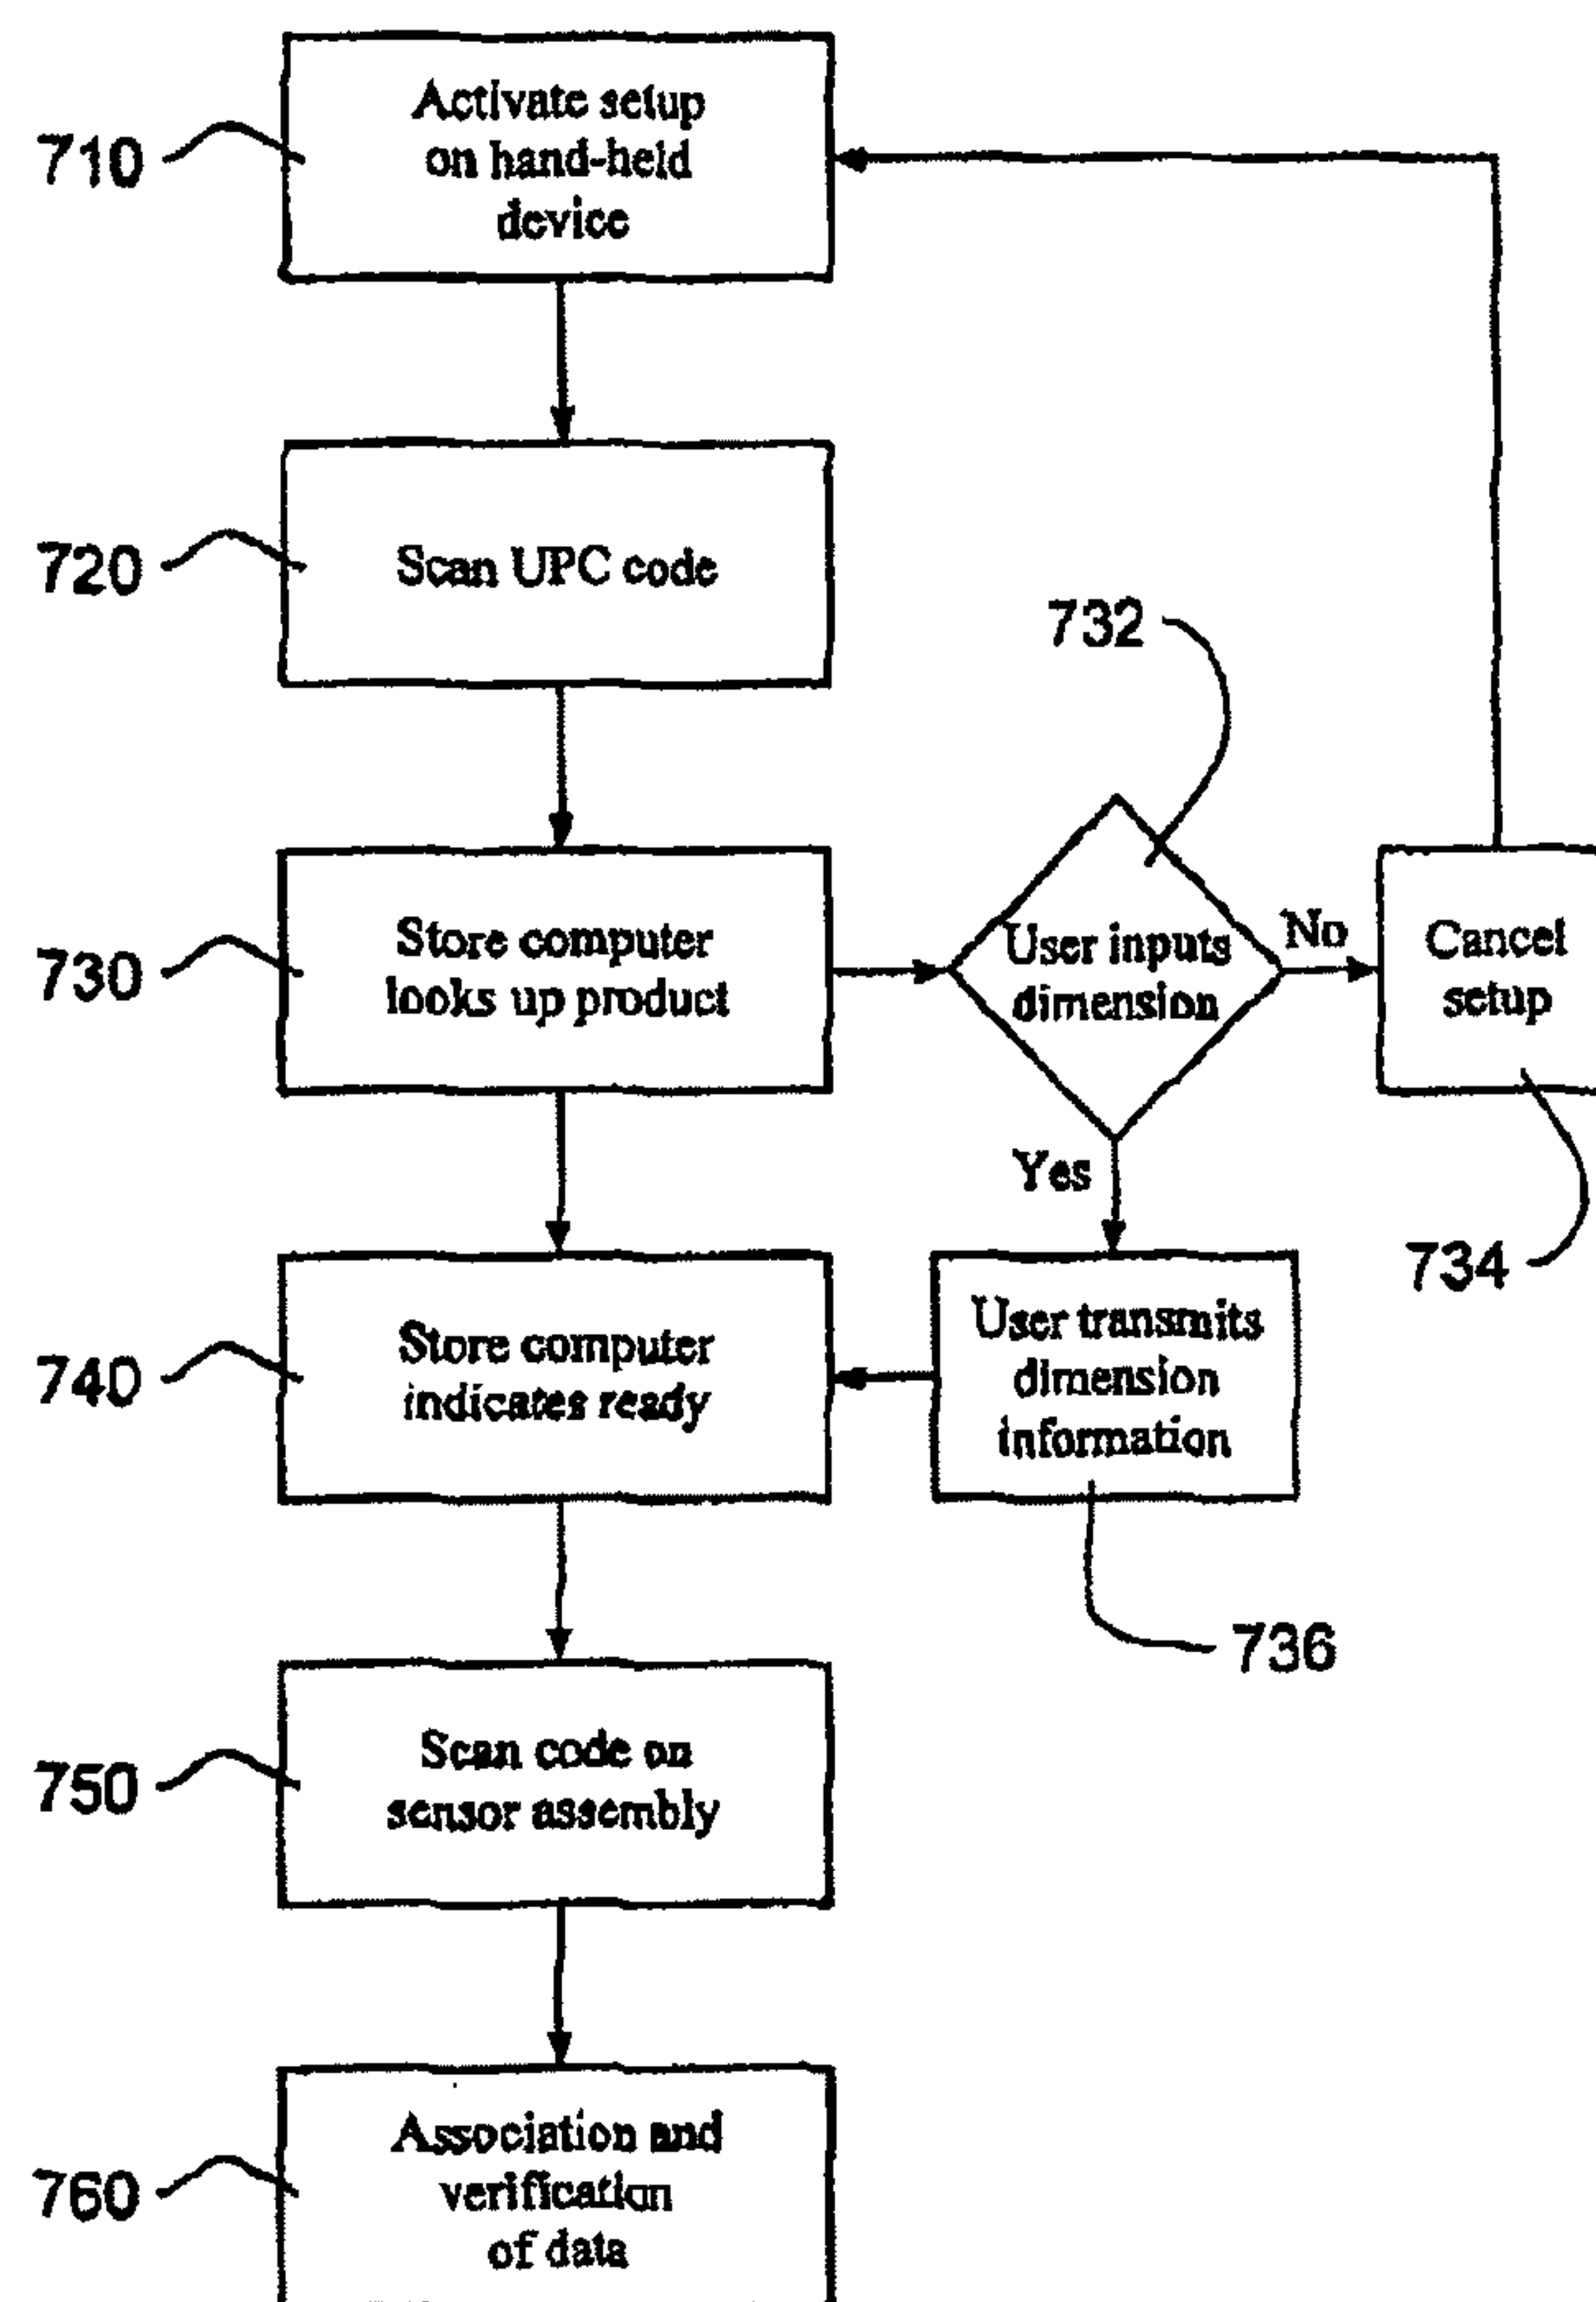 Activate setup
on hand-held
device
710
720
Scan UPC code
732
730
Store computer
looks up product
User inputs
dimension
No
Cancel
setup
Yes
734
740
Store computer
indicates ready
User transmits
dimension
information
736
750
Scan code on
sensor assembly
760
Association and
verification
of data